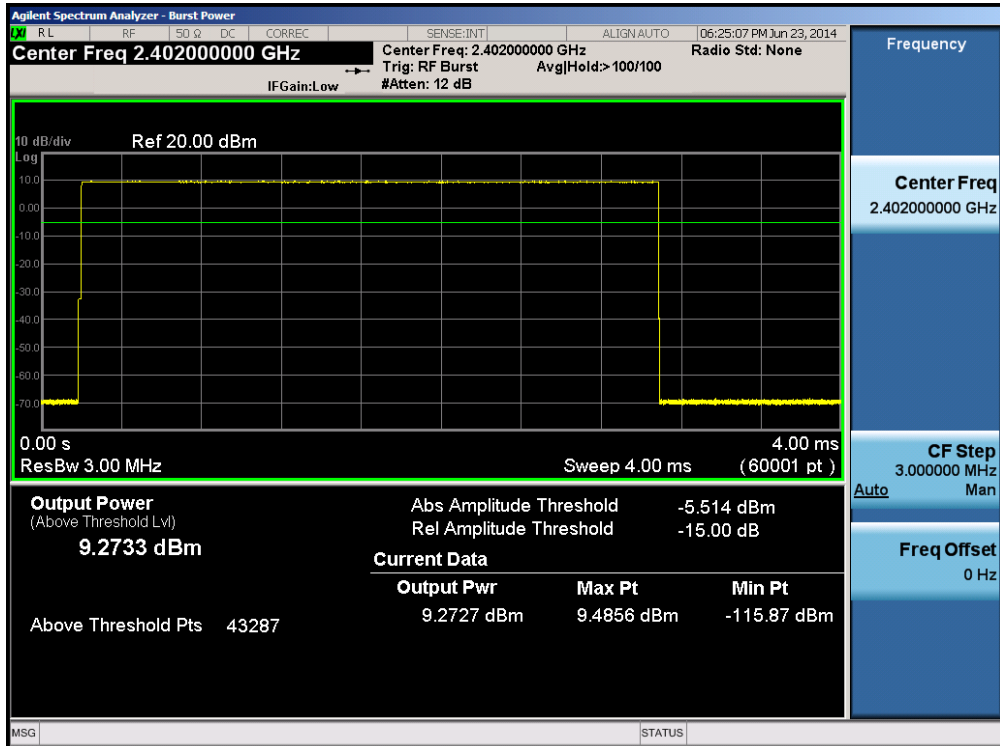 Agilent Spectrum Analyzer - Burst Power
LXI RL RF 50 Ω DC CORREC SENSE:INT ALIGN AUTO 06:25:07 PM Jun 23, 2014
Center Freq 2.402000000 GHz
Center Freq: 2.402000000 GHz
Radio Std: None
Trig: RF Burst Avg|Hold:>100/100
IFGain:Low #Atten: 12 dB
10 dB/div Ref 20.00 dBm
Log
10.0
0.00
-10.0
-20.0
-30.0
-40.0
-50.0
-60.0
-70.0
0.00 s 4.00 ms
ResBw 3.00 MHz Sweep 4.00 ms (60001 pt)
Output Power
(Above Threshold Lvl)
9.2733 dBm
Above Threshold Pts 43287
Abs Amplitude Threshold -5.514 dBm
Rel Amplitude Threshold -15.00 dB
Current Data
Output Pwr Max Pt Min Pt
9.2727 dBm 9.4856 dBm -115.87 dBm
Frequency
Center Freq
2.402000000 GHz
CF Step
3.000000 MHz
Auto Man
Freq Offset
0 Hz
MSG STATUS